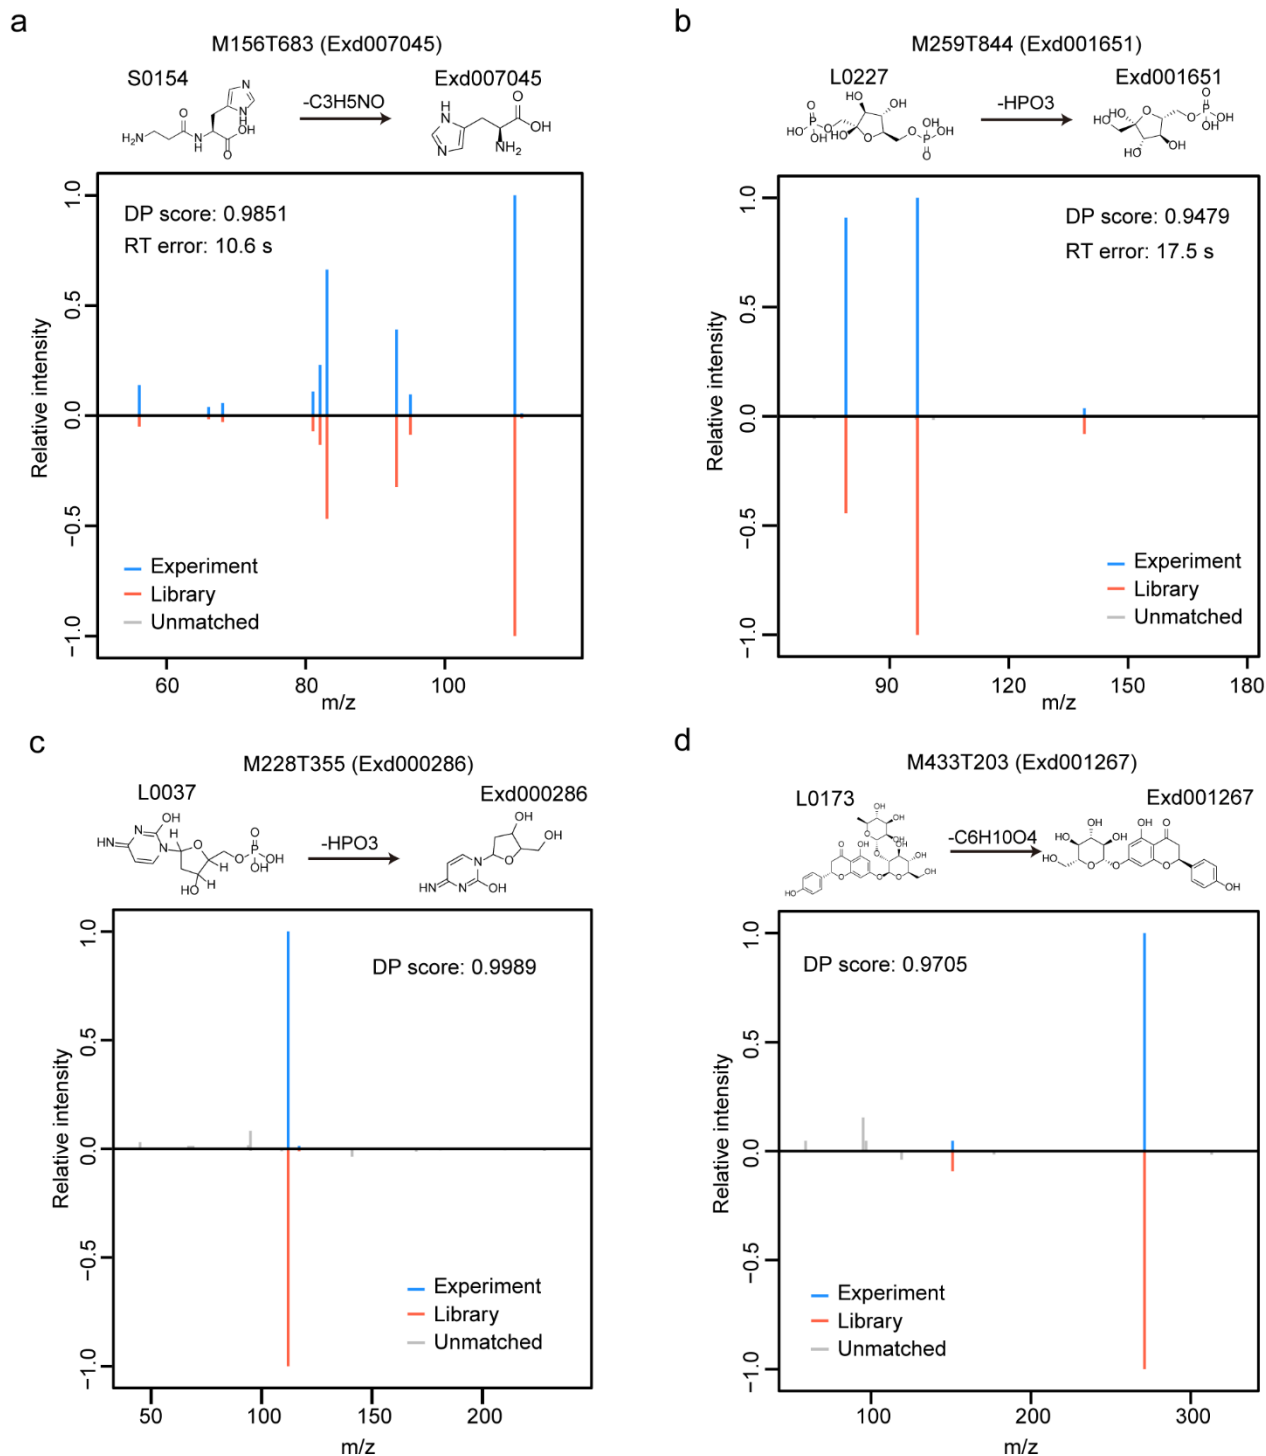 a
M156T683 (Exd007045)
S0154
-C3H5NO
Exd007045
DP score: 0.9851
RT error: 10.6 s
Relative intensity
1.0
0.5
0.0
−0.5
−1.0
Experiment
Library
Unmatched
60 80 100
m/z
b
M259T844 (Exd001651)
L0227
-HPO3
Exd001651
DP score: 0.9479
RT error: 17.5 s
Relative intensity
1.0
0.5
0.0
−0.5
−1.0
Experiment
Library
Unmatched
90 120 150 180
m/z
c
M228T355 (Exd000286)
L0037
-HPO3
Exd000286
DP score: 0.9989
Relative intensity
1.0
0.5
0.0
−0.5
−1.0
Experiment
Library
Unmatched
50 100 150 200
m/z
d
M433T203 (Exd001267)
L0173
-C6H10O4
Exd001267
DP score: 0.9705
Relative intensity
1.0
0.5
0.0
−0.5
−1.0
Experiment
Library
Unmatched
100 200 300
m/z